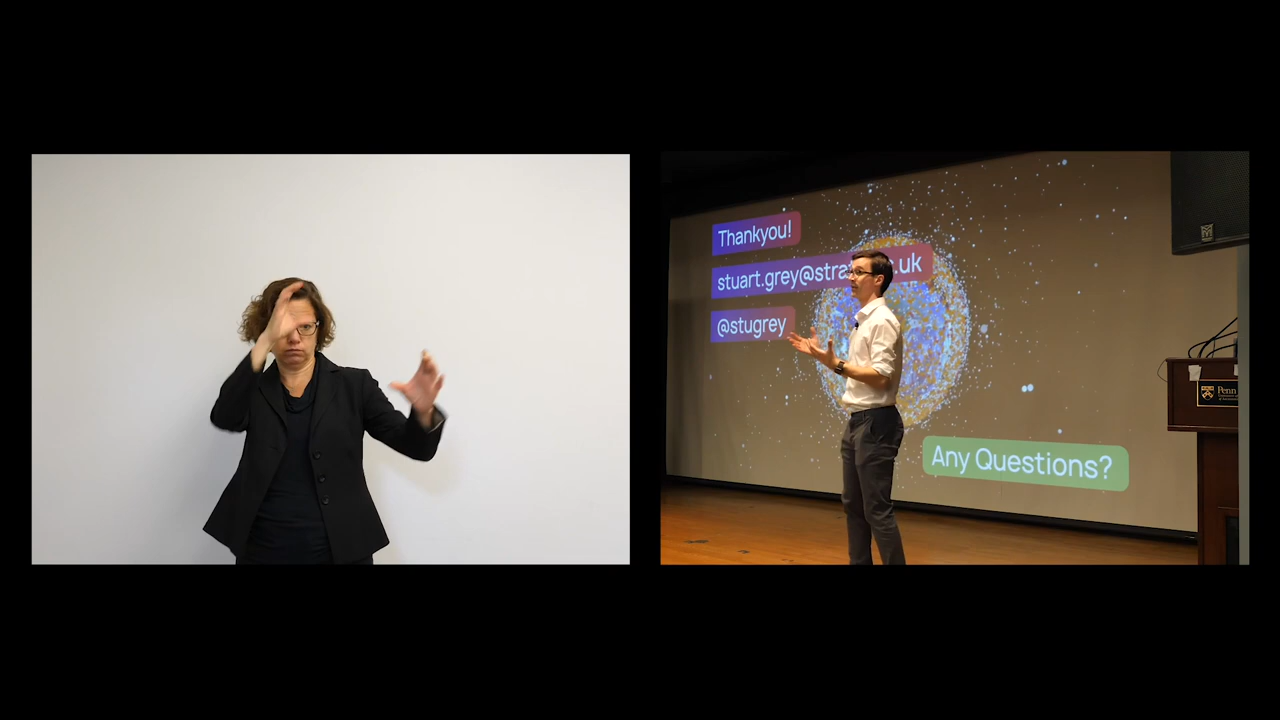 Thankyou!
stuart.grey@stra .uk
@stugrey
Any Questions?
Penn